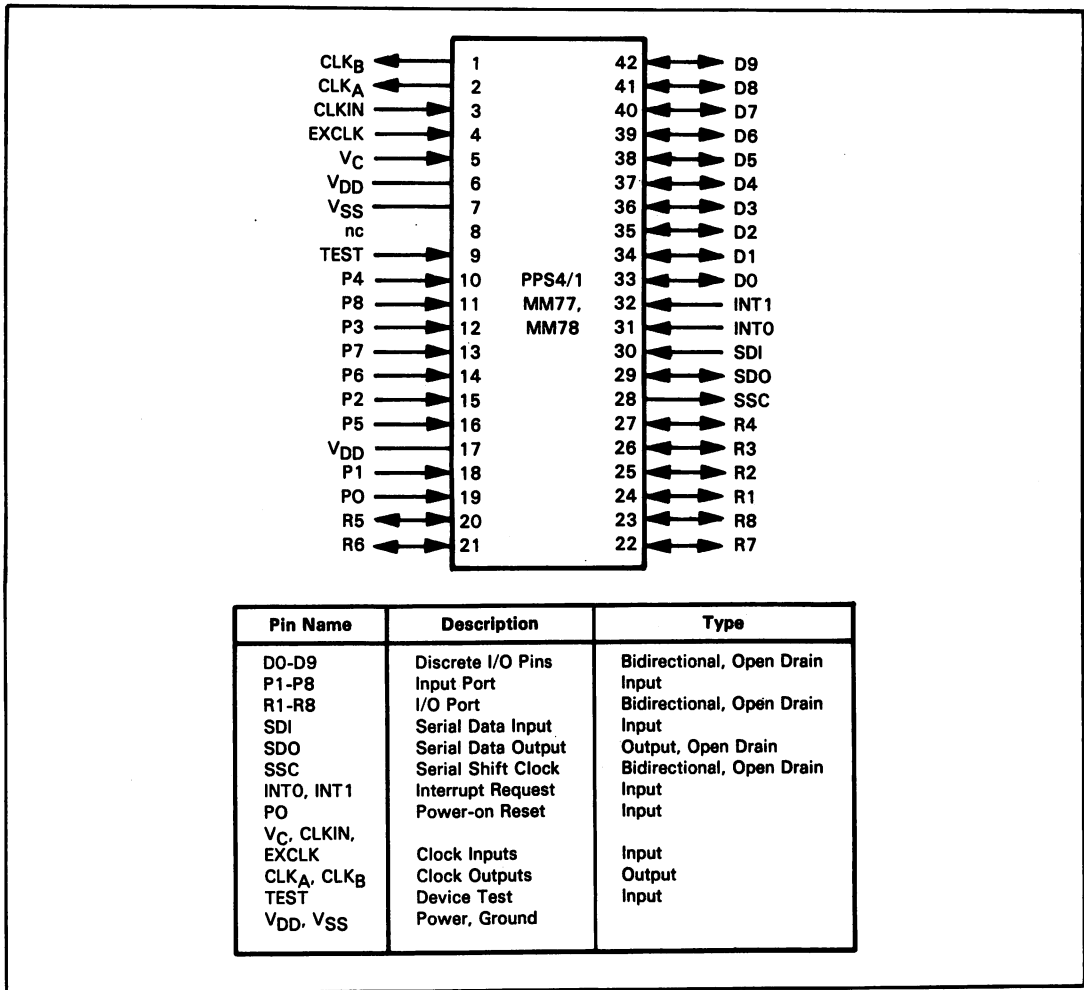 CLKB 1 42 D9
CLKA 2 41 D8
CLKIN 3 40 D7
EXCLK 4 39 D6
VC 5 38 D5
VDD 6 37 D4
VSS 7 36 D3
nc 8 35 D2
TEST 9 34 D1
P4 10 PPS4/1 33 D0
P8 11 MM77, 32 INT1
P3 12 MM78 31 INT0
P7 13 30 SDI
P6 14 29 SDO
P2 15 28 SSC
P5 16 27 R4
VDD 17 26 R3
P1 18 25 R2
PO 19 24 R1
R5 20 23 R8
R6 21 22 R7
Pin Name Description Type
D0-D9 Discrete I/O Pins Bidirectional, Open Drain
P1-P8 Input Port Input
R1-R8 I/O Port Bidirectional, Open Drain
SDI Serial Data Input Input
SDO Serial Data Output Output, Open Drain
SSC Serial Shift Clock Bidirectional, Open Drain
INT0, INT1 Interrupt Request Input
PO Power-on Reset Input
VC, CLKIN,
EXCLK Clock Inputs Input
CLKA, CLKB Clock Outputs Output
TEST Device Test Input
VDD, VSS Power, Ground